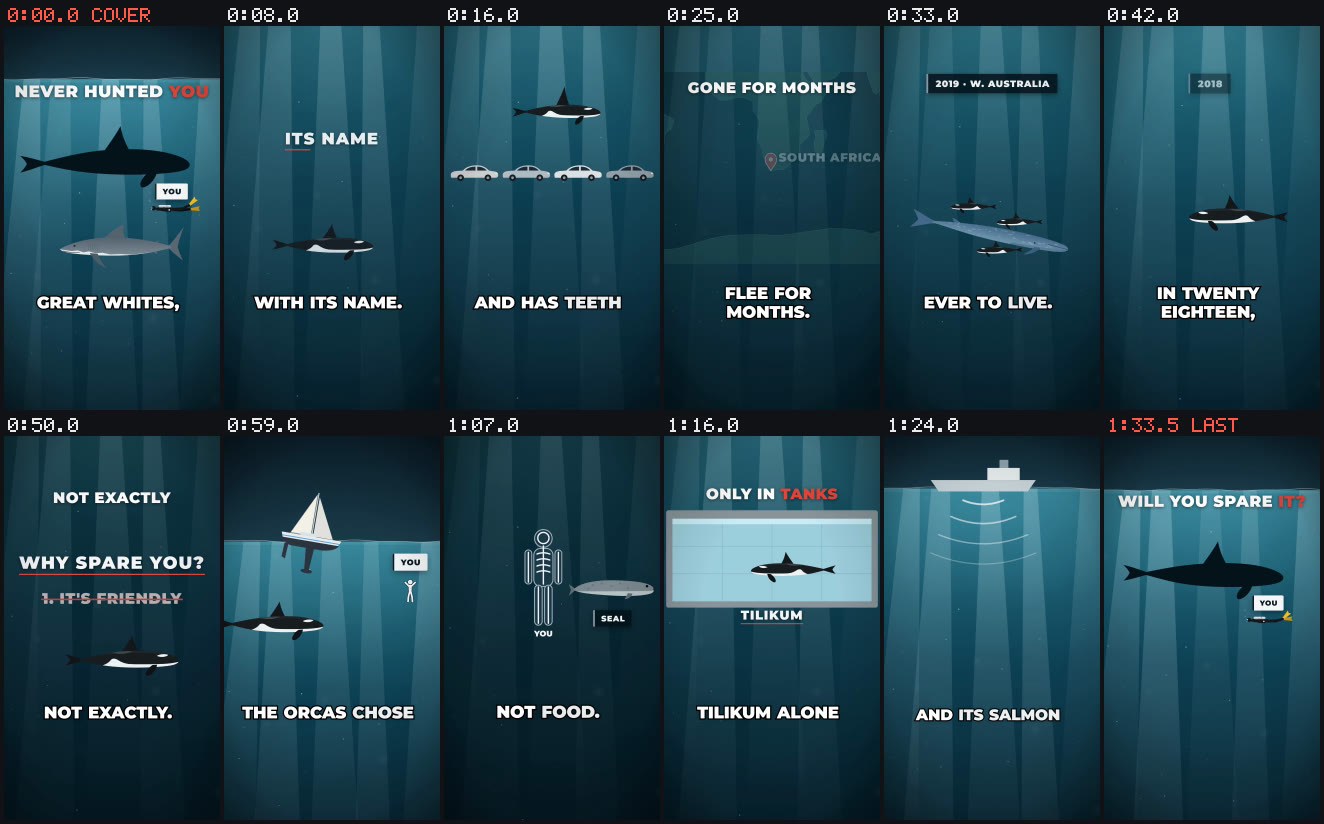 0:00.0 COVER
NEVER HUNTED YOU
YOU
GREAT WHITES,
0:08.0
ITS NAME
WITH ITS NAME.
0:16.0
AND HAS TEETH
0:25.0
GONE FOR MONTHS
SOUTH AFRICA
FLEE FOR
MONTHS.
0:33.0
2019 · W. AUSTRALIA
EVER TO LIVE.
0:42.0
2018
IN TWENTY
EIGHTEEN,
0:50.0
NOT EXACTLY
WHY SPARE YOU?
1. IT'S FRIENDLY
NOT EXACTLY.
0:59.0
YOU
THE ORCAS CHOSE
1:07.0
SEAL
YOU
NOT FOOD.
1:16.0
ONLY IN TANKS
TILIKUM
TILIKUM ALONE
1:24.0
AND ITS SALMON
1:33.5 LAST
WILL YOU SPARE IT?
YOU